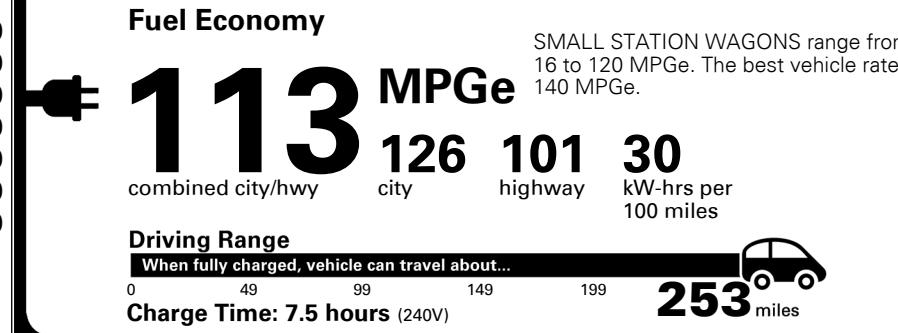 Fuel Economy
SMALL STATION WAGONS range
16 to 120 MPGe. The best vehicle
140 MPGe.
113 MPGe
combined city/hwy
126 101 30
city highway kW-hrs per
100 miles
Driving Range
When fully charged, vehicle can travel about...
0 49 99 149 199 253 miles
Charge Time: 7.5 hours (240V)